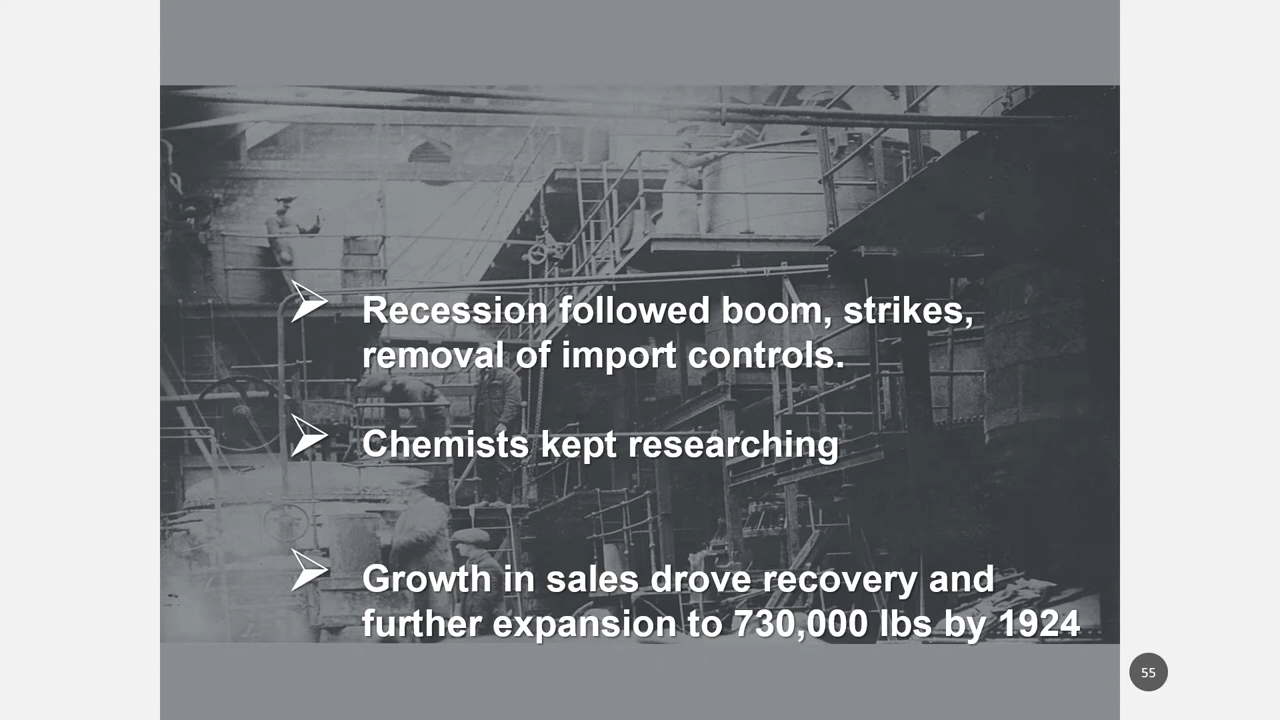 Recession followed boom, strikes,
removal of import controls.
Chemists kept researching
Growth in sales drove recovery and
further expansion to 730,000 lbs by 1924
55